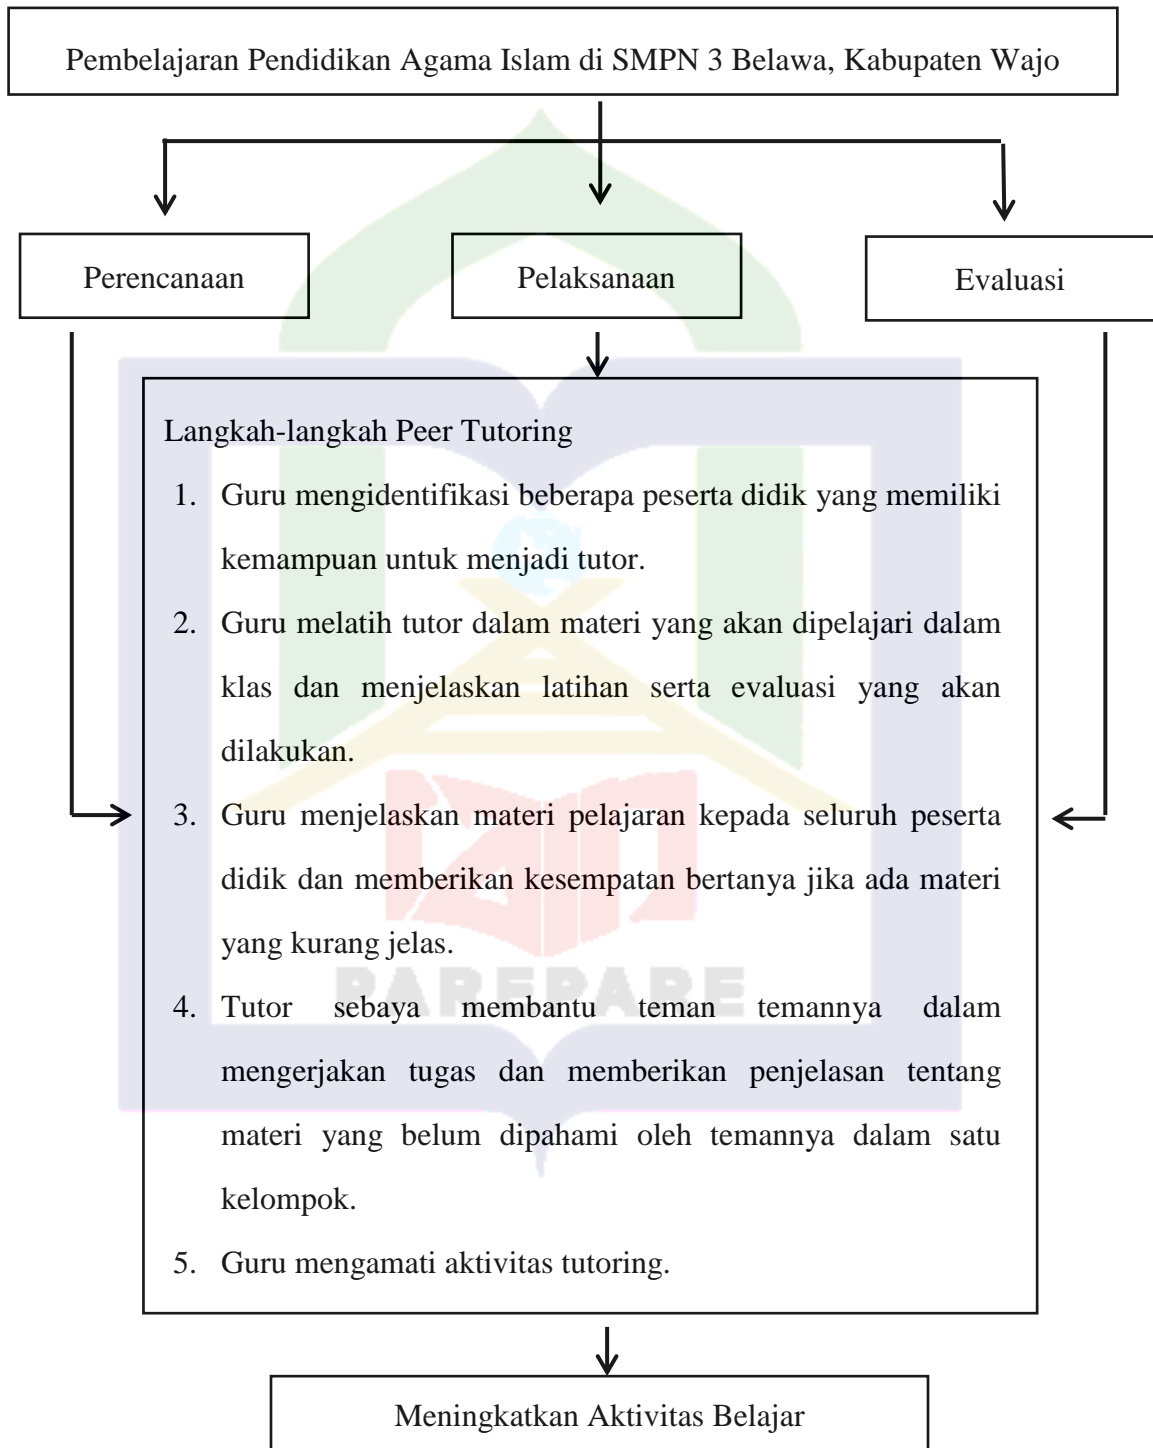 Pembelajaran Pendidikan Agama Islam di SMPN 3 Belawa, Kabupaten Wajo
Perencanaan
Pelaksanaan
Evaluasi
Langkah-langkah Peer Tutoring
1. Guru mengidentifikasi beberapa peserta didik yang memiliki
kemampuan untuk menjadi tutor.
2. Guru melatih tutor dalam materi yang akan dipelajari dalam
klas dan menjelaskan latihan serta evaluasi yang akan
dilakukan.
3. Guru menjelaskan materi pelajaran kepada seluruh peserta
didik dan memberikan kesempatan bertanya jika ada materi
yang kurang jelas.
4. Tutor sebaya membantu teman temannya dalam
mengerjakan tugas dan memberikan penjelasan tentang
materi yang belum dipahami oleh temannya dalam satu
kelompok.
5. Guru mengamati aktivitas tutoring.
iain
PAREPARE
Meningkatkan Aktivitas Belajar